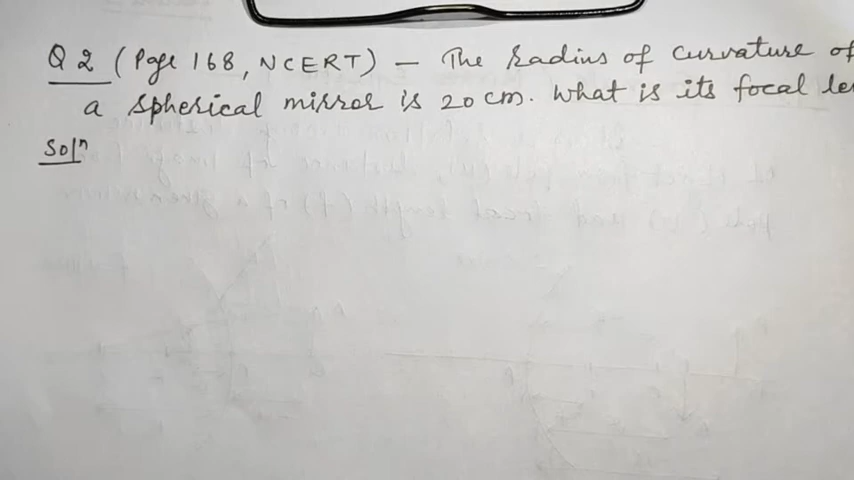 Q 2 (Page 168, NCERT) - The radius of curvature of
a spherical mirror is 20 cm. What is its focal le
Solⁿ